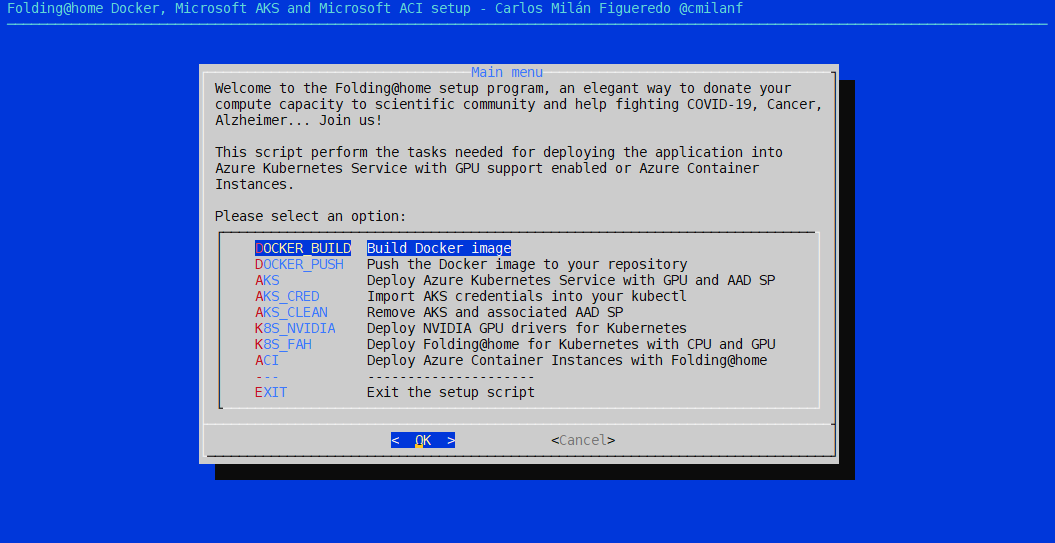 Folding@home Docker, Microsoft AKS and Microsoft ACI setup - Carlos Milán Figueredo @cmilanf
Main menu
Welcome to the Folding@home setup program, an elegant way to donate your
compute capacity to scientific community and help fighting COVID-19, Cancer,
Alzheimer... Join us!
This script perform the tasks needed for deploying the application into
Azure Kubernetes Service with GPU support enabled or Azure Container
Instances.
Please select an option:
DOCKER_BUILD Build Docker image
DOCKER_PUSH Push the Docker image to your repository
AKS Deploy Azure Kubernetes Service with GPU and AAD SP
AKS_CRED Import AKS credentials into your kubectl
AKS_CLEAN Remove AKS and associated AAD SP
K8S_NVIDIA Deploy NVIDIA GPU drivers for Kubernetes
K8S_FAH Deploy Folding@home for Kubernetes with CPU and GPU
ACI Deploy Azure Container Instances with Folding@home
--- ---------------------
EXIT Exit the setup script
< OK > <Cancel>